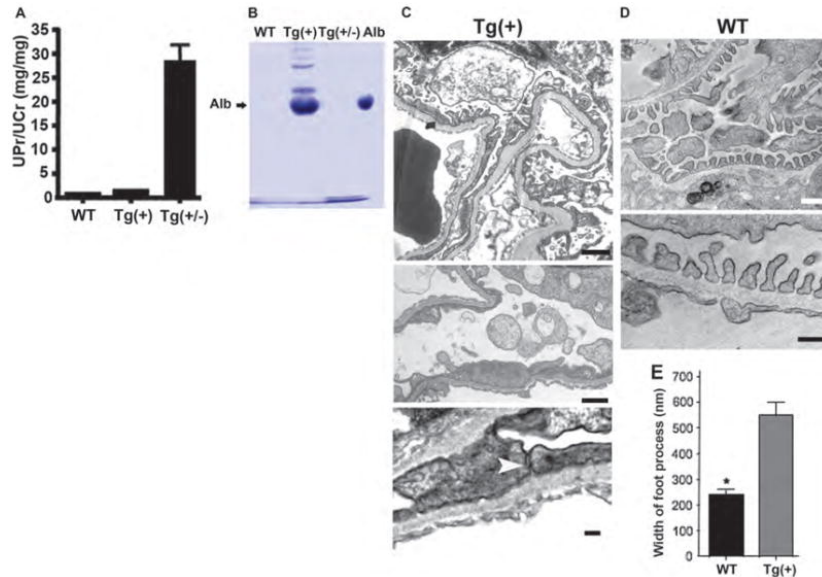 A
UPr/UCr (mg/mg)
35
30
25
20
15
10
5
0
WT Tg(+) Tg(+/-)
B
WT Tg(+) Tg(+/-) Alb
Alb
C
Tg(+)
D
WT
E
Width of foot process (nm)
700
600
500
400
300
200
100
0
*
WT Tg(+)